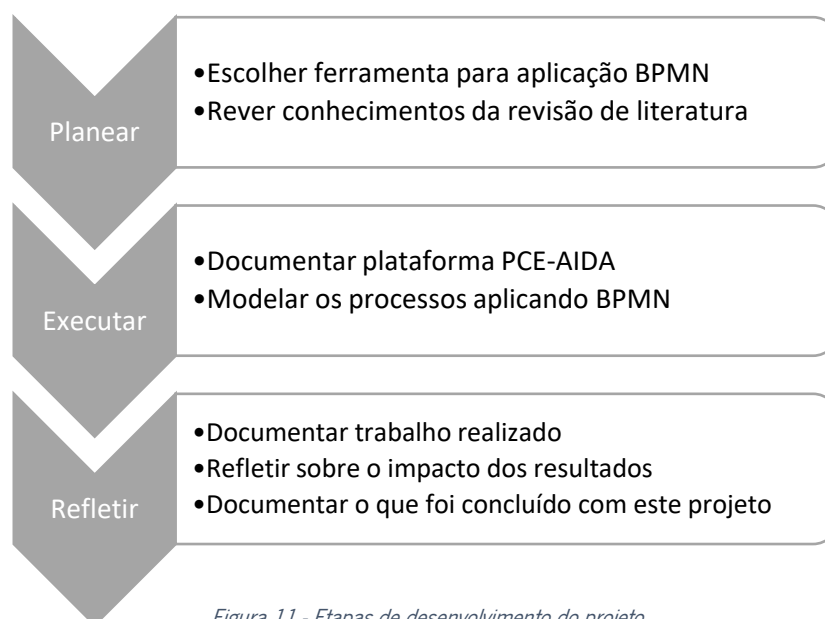 Planear
•Escolher ferramenta para aplicação BPMN
•Rever conhecimentos da revisão de literatura
Executar
•Documentar plataforma PCE-AIDA
•Modelar os processos aplicando BPMN
Refletir
•Documentar trabalho realizado
•Refletir sobre o impacto dos resultados
•Documentar o que foi concluído com este projeto
Figura 11 - Etapas de desenvolvimento do projeto